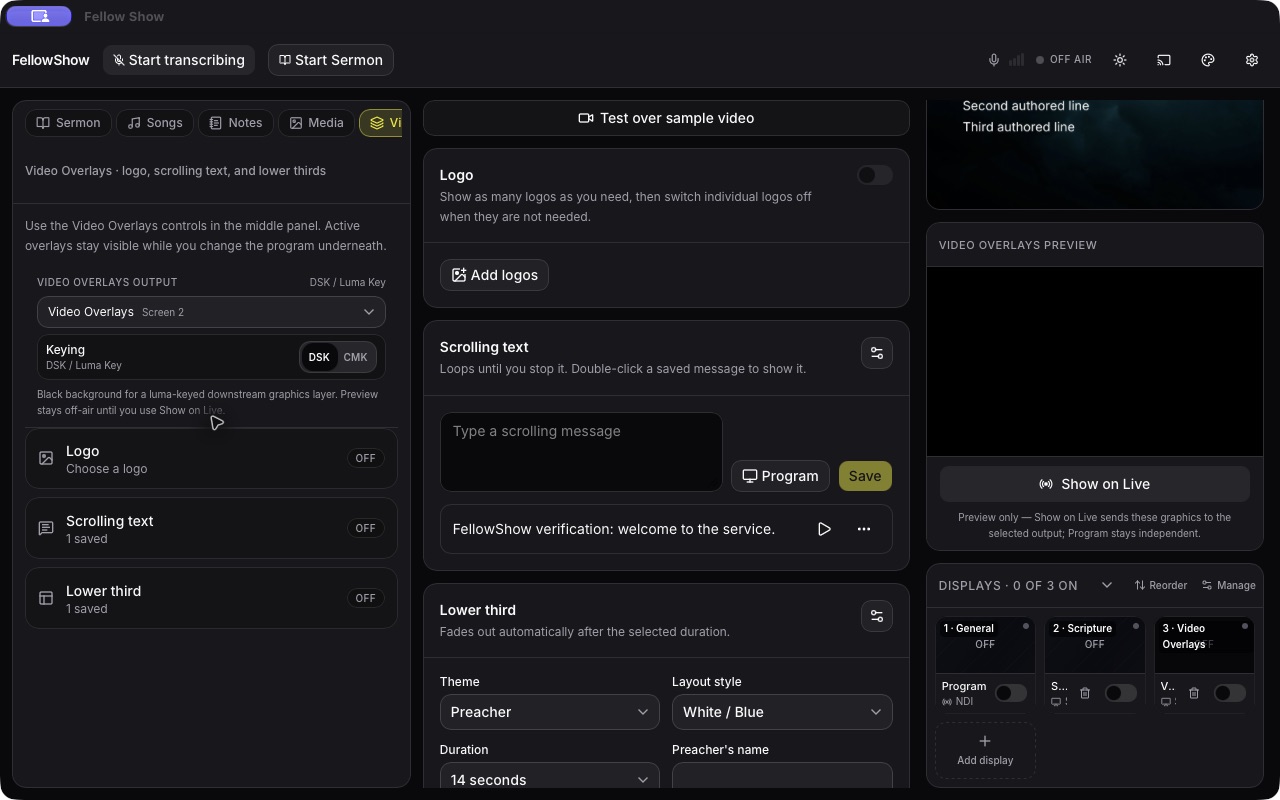 Fellow Show
FellowShow
Start transcribing
Start Sermon
OFF AIR
Sermon
Songs
Notes
Media
Vi
Video Overlays · logo, scrolling text, and lower thirds
Use the Video Overlays controls in the middle panel. Active
overlays stay visible while you change the program underneath.
VIDEO OVERLAYS OUTPUT
DSK / Luma Key
Video Overlays Screen 2
Keying
DSK / Luma Key
DSK
CMK
Black background for a luma-keyed downstream graphics layer. Preview
stays off-air until you use Show on Live.
Logo
Choose a logo
OFF
Scrolling text
1 saved
OFF
Lower third
1 saved
OFF
Test over sample video
Logo
Show as many logos as you need, then switch individual logos off
when they are not needed.
Add logos
Scrolling text
Loops until you stop it. Double-click a saved message to show it.
Type a scrolling message
Program
Save
FellowShow verification: welcome to the service.
Lower third
Fades out automatically after the selected duration.
Theme
Layout style
Preacher
White / Blue
Duration
Preacher's name
14 seconds
Second authored line
Third authored line
VIDEO OVERLAYS PREVIEW
Show on Live
Preview only — Show on Live sends these graphics to the
selected output; Program stays independent.
DISPLAYS · 0 OF 3 ON
Reorder
Manage
1 · General
OFF
2 · Scripture
OFF
3 · Video
Overlays
Program
NDI
S...
V..
Add display